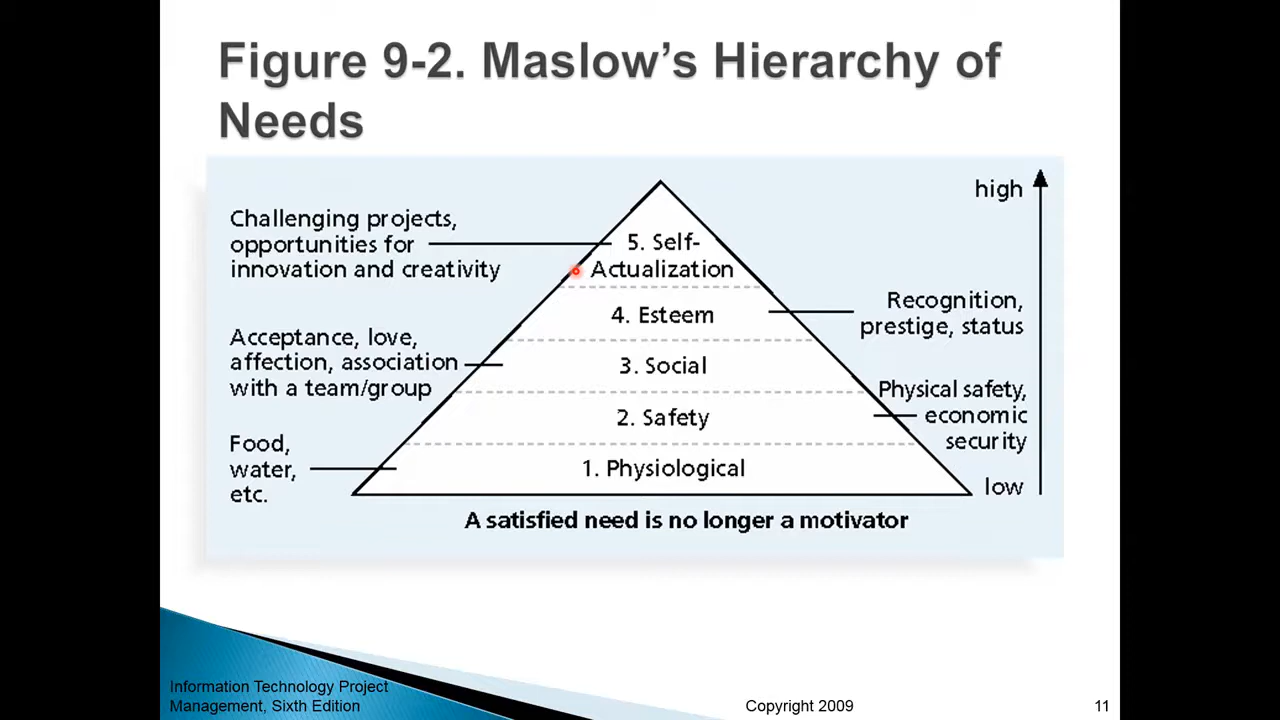 Figure 9-2. Maslow's Hierarchy of
Needs
high
Challenging projects,
opportunities for
innovation and creativity
5. Self-
Actualization
4. Esteem
Recognition,
prestige, status
Acceptance, love,
affection, association
with a team/group
3. Social
2. Safety
Physical safety,
economic
security
Food,
water,
etc.
1. Physiological
low
A satisfied need is no longer a motivator
Information Technology Project
Management, Sixth Edition
Copyright 2009
11